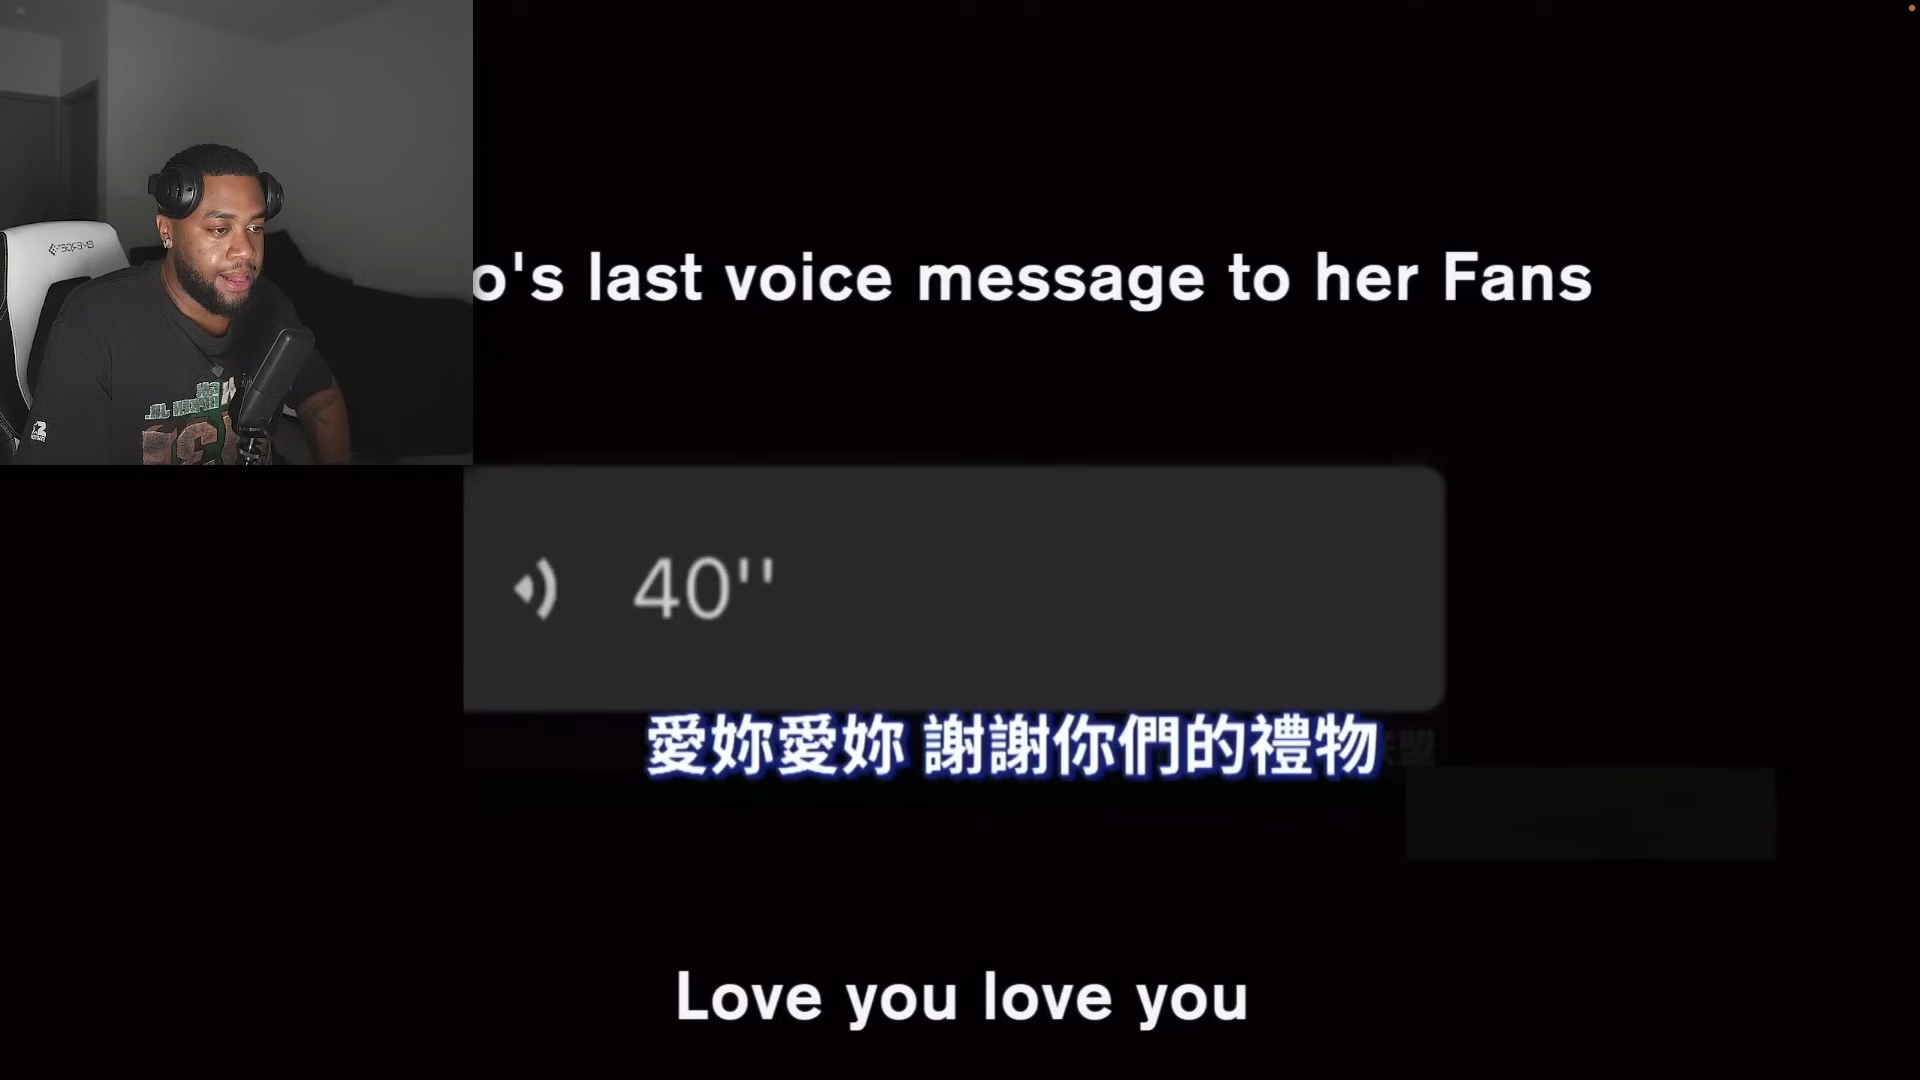 o's last voice message to her Fans
40''
愛妳愛妳 謝謝你們的禮物
Love you love you